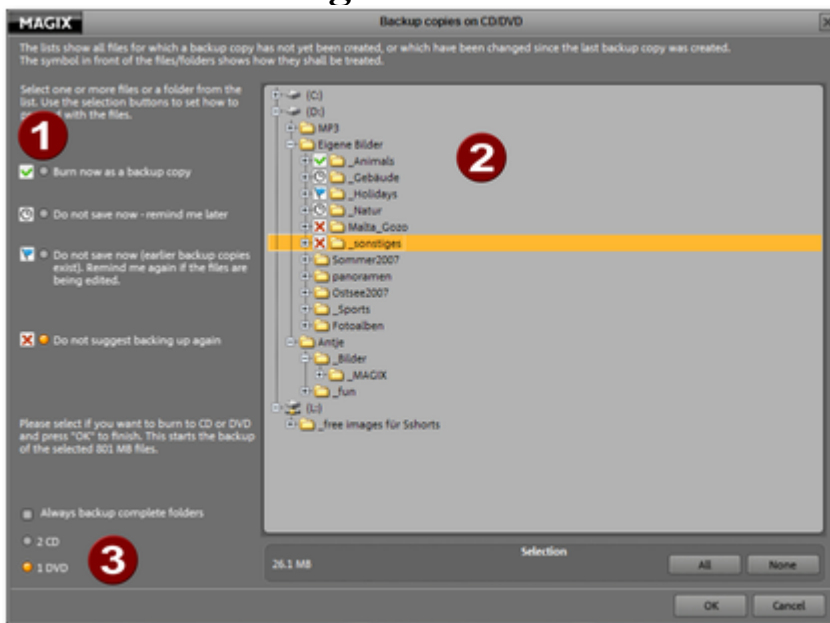 MAGIX
Backup copies on CD/DVD
The lists show all files for which a backup copy has not yet been created, or which have been changed since the last backup copy was created.
The symbol in front of the files/folders shows how they shall be treated.
Select one or more files or a folder from the
list. Use the selection buttons to set how to
with the files.
1
Burn now as a backup copy
Do not save now - remind me later
Do not save now (earlier backup copies
exist). Remind me again if the files are
being edited.
Do not suggest backing up again
Please select if you want to burn to CD or DVD
and press "OK" to finish. This starts the backup
of the selected 801 MB files.
Always backup complete folders
2 CD
1 DVD
3
(C:)
(D:)
MP3
Eigene Bilder
_Animals
_Gebäude
_Holidays
_Natur
Malta_Gozo
_sonstiges
Sommer2007
panoramen
Ostsee2007
_Sports
Fotoalben
Antje
_Bilder
_MAGIX
_fun
(L:)
_free images für Sshorts
2
Selection
26.1 MB
All
None
OK
Cancel